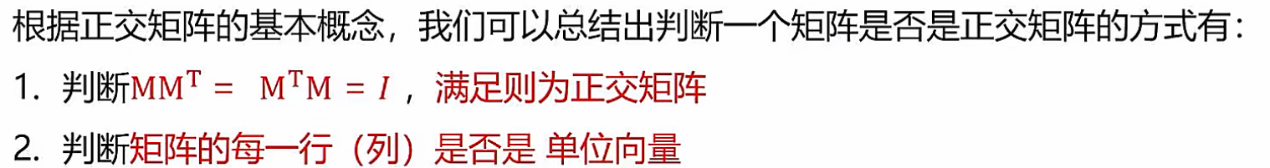 根据正交矩阵的基本概念，我们可以总结出判断一个矩阵是否是正交矩阵的方式有：
1. 判断MMᵀ = MᵀM = I ，满足则为正交矩阵
2. 判断矩阵的每一行（列）是否是 单位向量